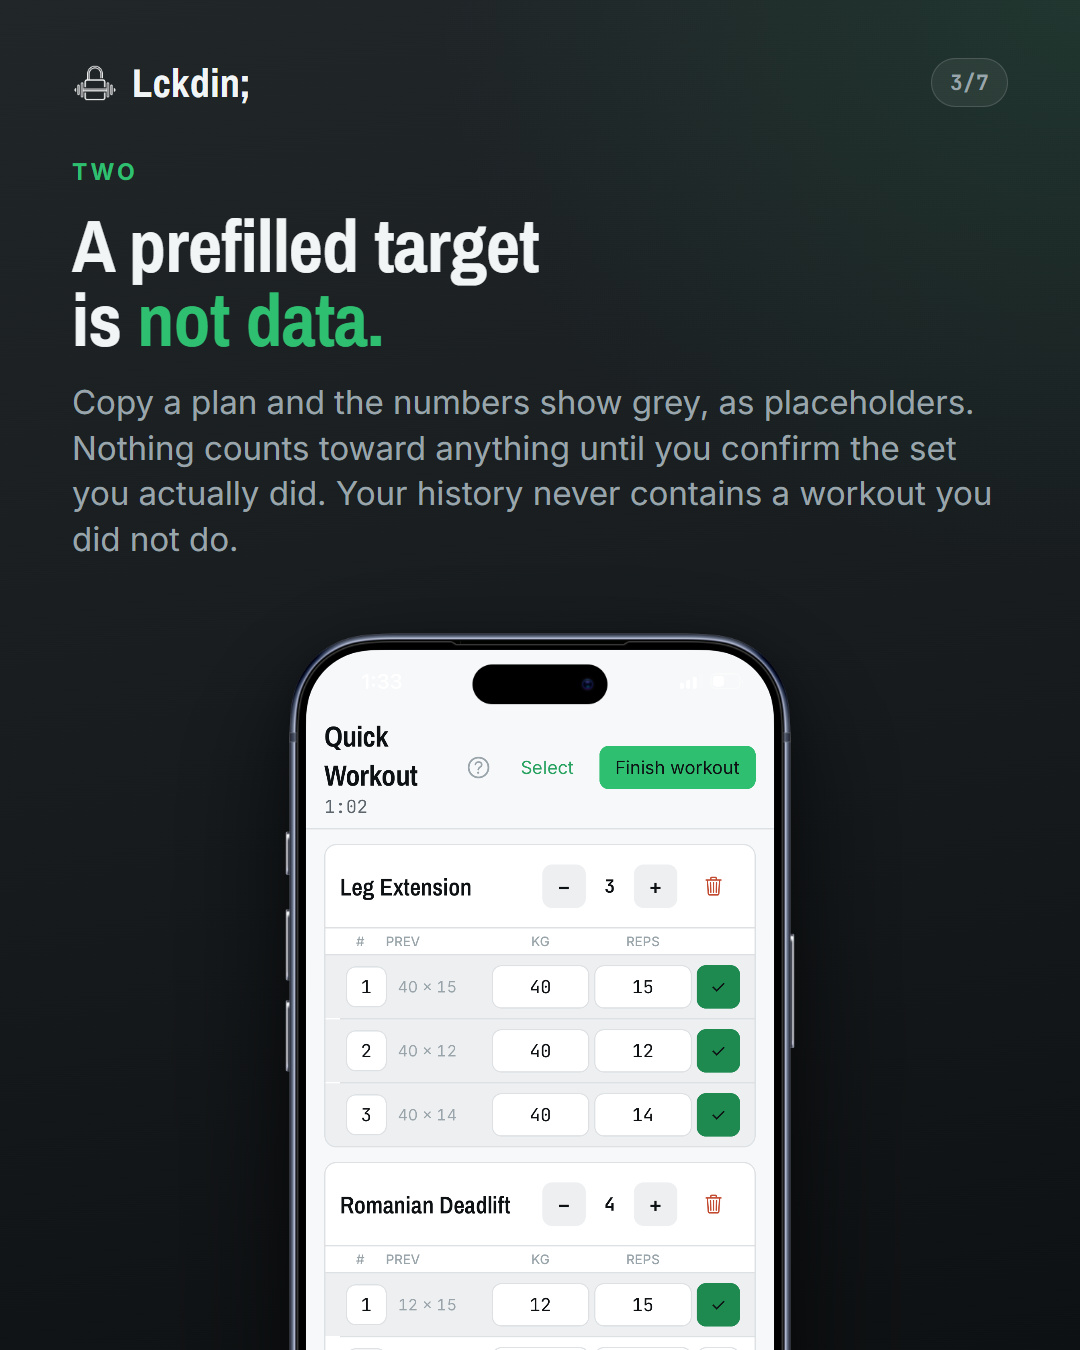 Lckdin;
3/7
TWO
A prefilled target
is not data.
Copy a plan and the numbers show grey, as placeholders.
Nothing counts toward anything until you confirm the set
you actually did. Your history never contains a workout you
did not do.
1:33
Quick
Workout
1:02
?
Select
Finish workout
Leg Extension
− 3 +
# PREV KG REPS
1 40 × 15 40 15 ✓
2 40 × 12 40 12 ✓
3 40 × 14 40 14 ✓
Romanian Deadlift
− 4 +
# PREV KG REPS
1 12 × 15 12 15 ✓